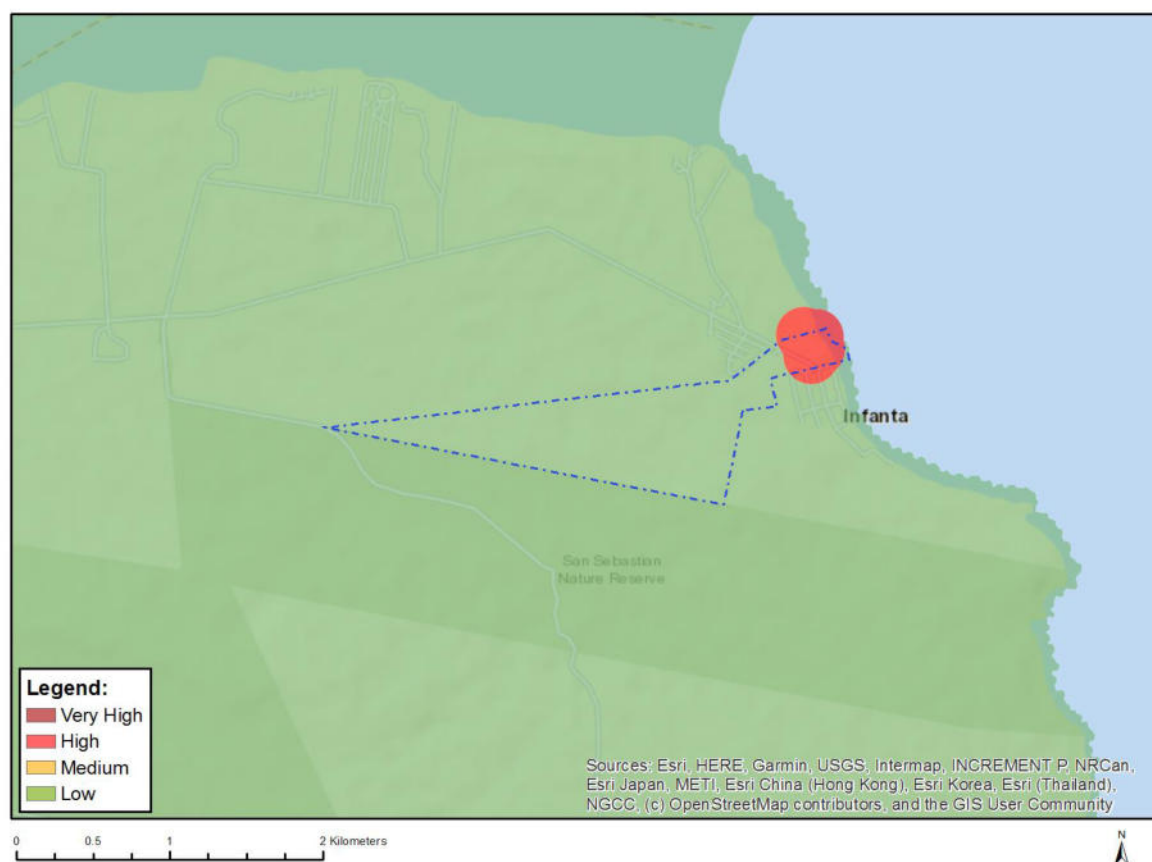 Infanta
San Sebastian
Nature Reserve
Legend:
Very High
High
Medium
Low
Sources: Esri, HERE, Garmin, USGS, Intermap, INCREMENT P, NRCan,
Esri Japan, METI, Esri China (Hong Kong), Esri Korea, Esri (Thailand),
NGCC, (c) OpenStreetMap contributors, and the GIS User Community
0 0.5 1 2 Kilometers
N